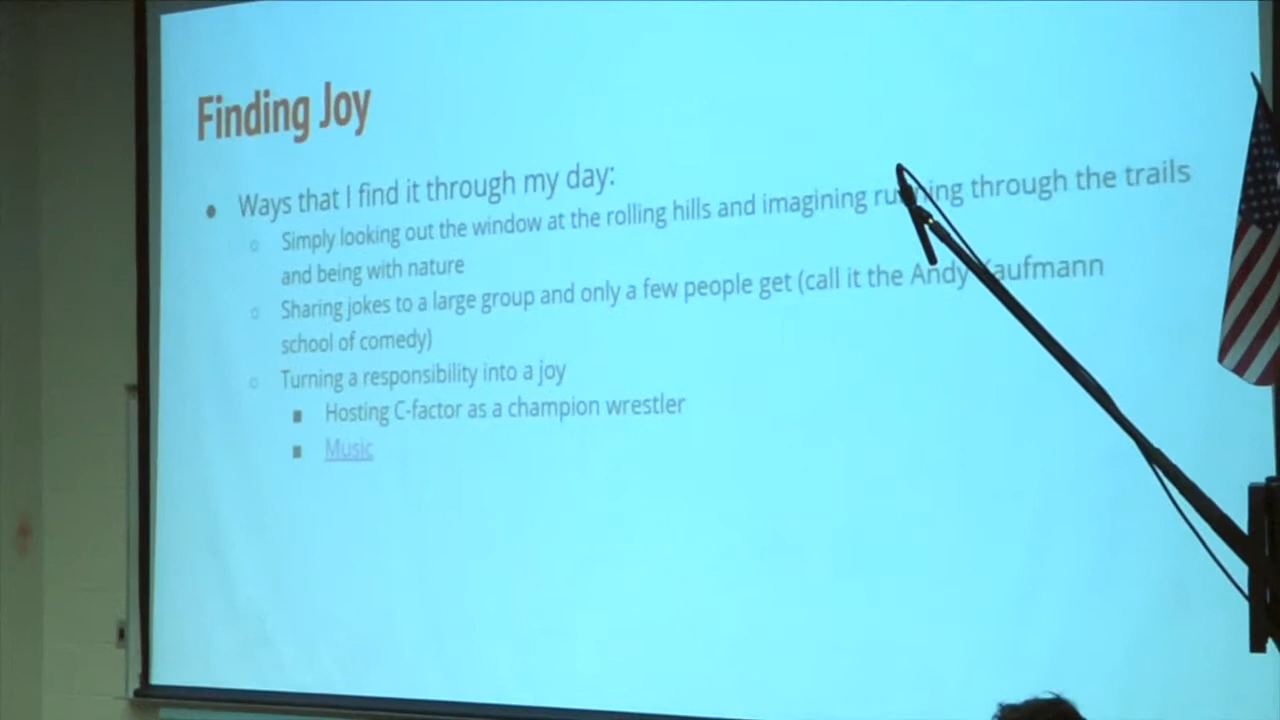 Finding Joy
● Ways that I find it through my day:
○ Simply looking out the window at the rolling hills and imagining running through the trails
and being with nature
○ Sharing jokes to a large group and only a few people get (call it the Andy Kaufmann
school of comedy)
○ Turning a responsibility into a joy
■ Hosting C-factor as a champion wrestler
■ Music